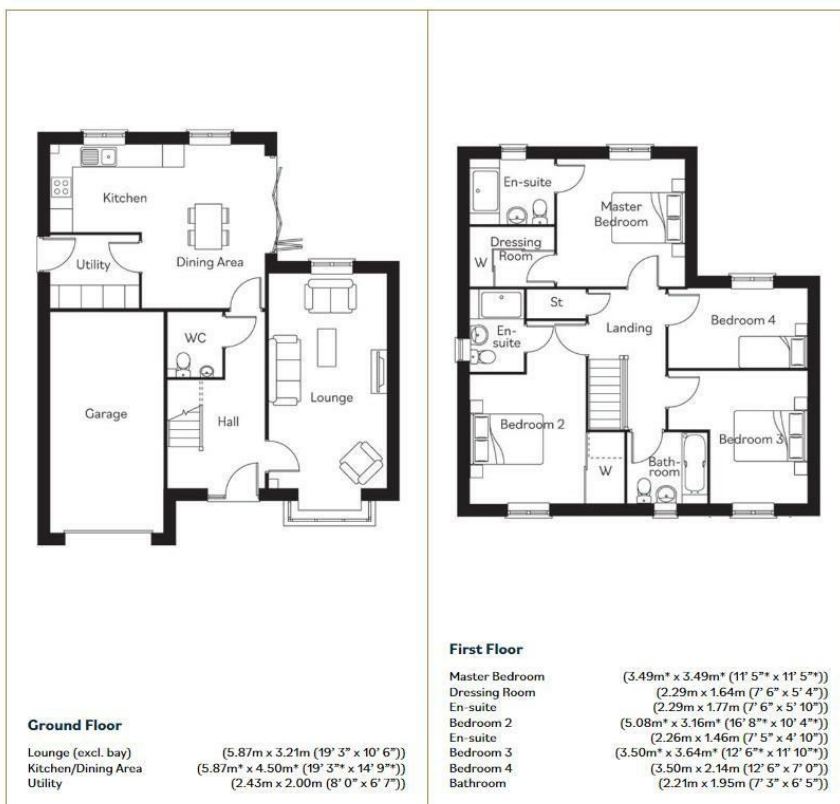 Kitchen
Dining Area
Utility
WC
Garage
Hall
Lounge
Ground Floor
Lounge (excl. bay) (5.87m x 3.21m (19' 3" x 10' 6"))
Kitchen/Dining Area (5.87m* x 4.50m* (19' 3"* x 14' 9"*))
Utility (2.43m x 2.00m (8' 0" x 6' 7"))
En-suite
Master
Bedroom
Dressing
Room
W
St
En-
suite
Landing
Bedroom 4
Bedroom 2
Bedroom 3
W
Bath-
room
First Floor
Master Bedroom (3.49m* x 3.49m* (11' 5"* x 11' 5"*))
Dressing Room (2.29m x 1.64m (7' 6" x 5' 4"))
En-suite (2.29m x 1.77m (7' 6" x 5' 10"))
Bedroom 2 (5.08m* x 3.16m* (16' 8"* x 10' 4"*))
En-suite (2.26m x 1.46m (7' 5" x 4' 10"))
Bedroom 3 (3.50m* x 3.64m* (12' 6"* x 11' 10"*))
Bedroom 4 (3.50m x 2.14m (12' 6" x 7' 0"))
Bathroom (2.21m x 1.95m (7' 3" x 6' 5"))